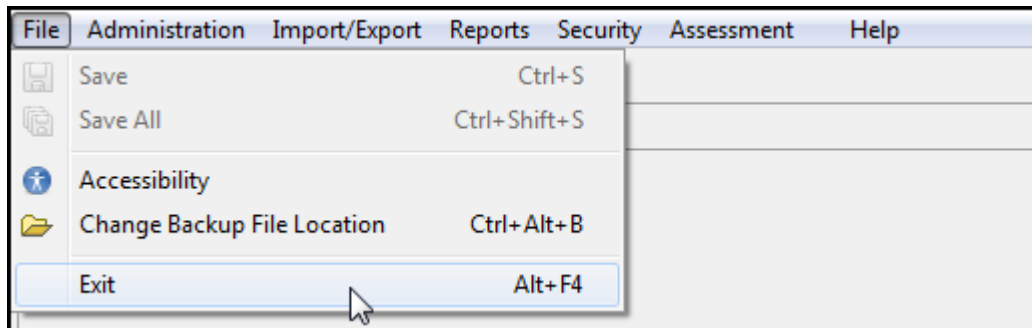 File Administration Import/Export Reports Security Assessment Help
Save Ctrl+S
Save All Ctrl+Shift+S
Accessibility
Change Backup File Location Ctrl+Alt+B
Exit Alt+F4